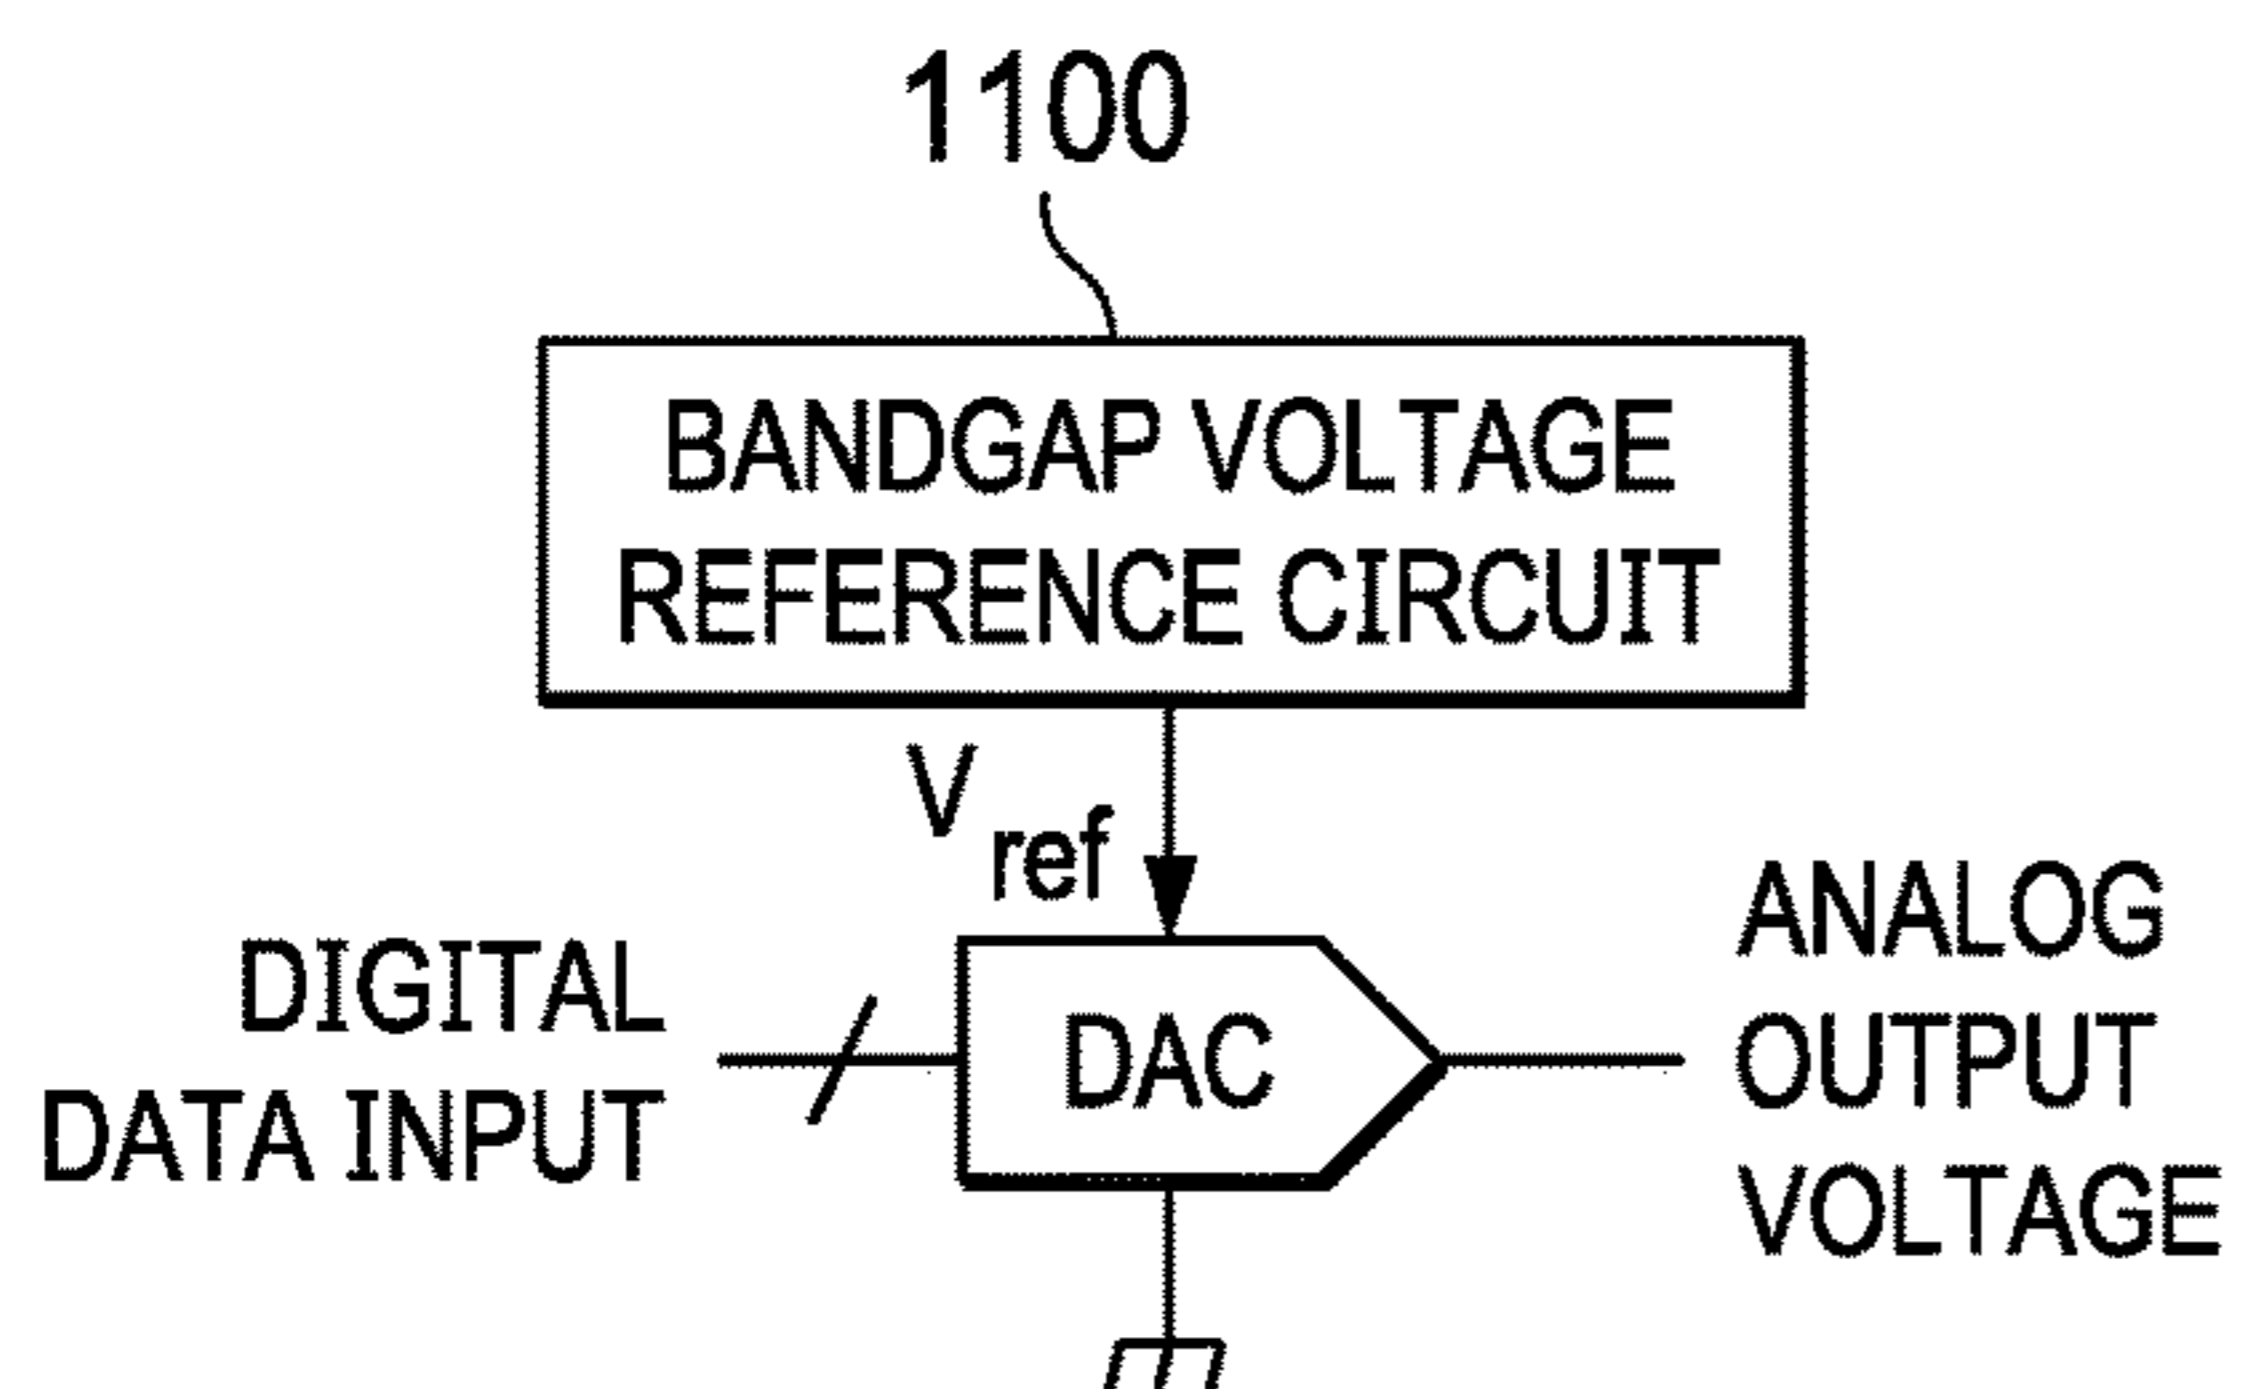 1100
BANDGAP VOLTAGE
REFERENCE CIRCUIT
V ref
DIGITAL
DATA INPUT
DAC
ANALOG
OUTPUT
VOLTAGE